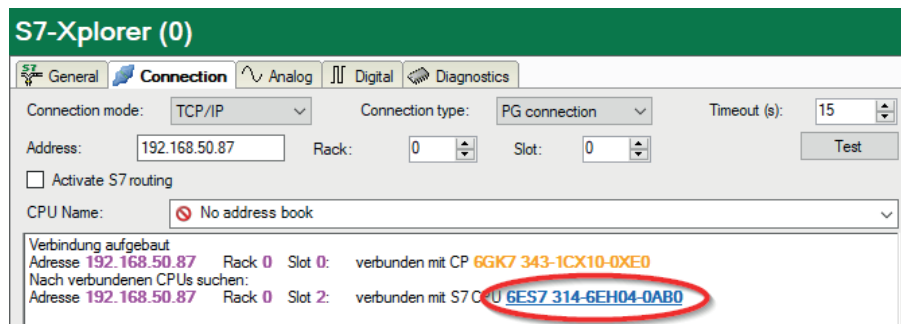 S7-Xplorer (0)
S7 General Connection Analog Digital Diagnostics
Connection mode: TCP/IP Connection type: PG connection Timeout (s): 15
Address: 192.168.50.87 Rack: 0 Slot: 0 Test
Activate S7 routing
CPU Name: No address book
Verbindung aufgebaut
Adresse 192.168.50.87 Rack 0 Slot 0: verbunden mit CP 6GK7 343-1CX10-0XE0
Nach verbundenen CPUs suchen:
Adresse 192.168.50.87 Rack 0 Slot 2: verbunden mit S7 CPU 6ES7 314-6EH04-0AB0